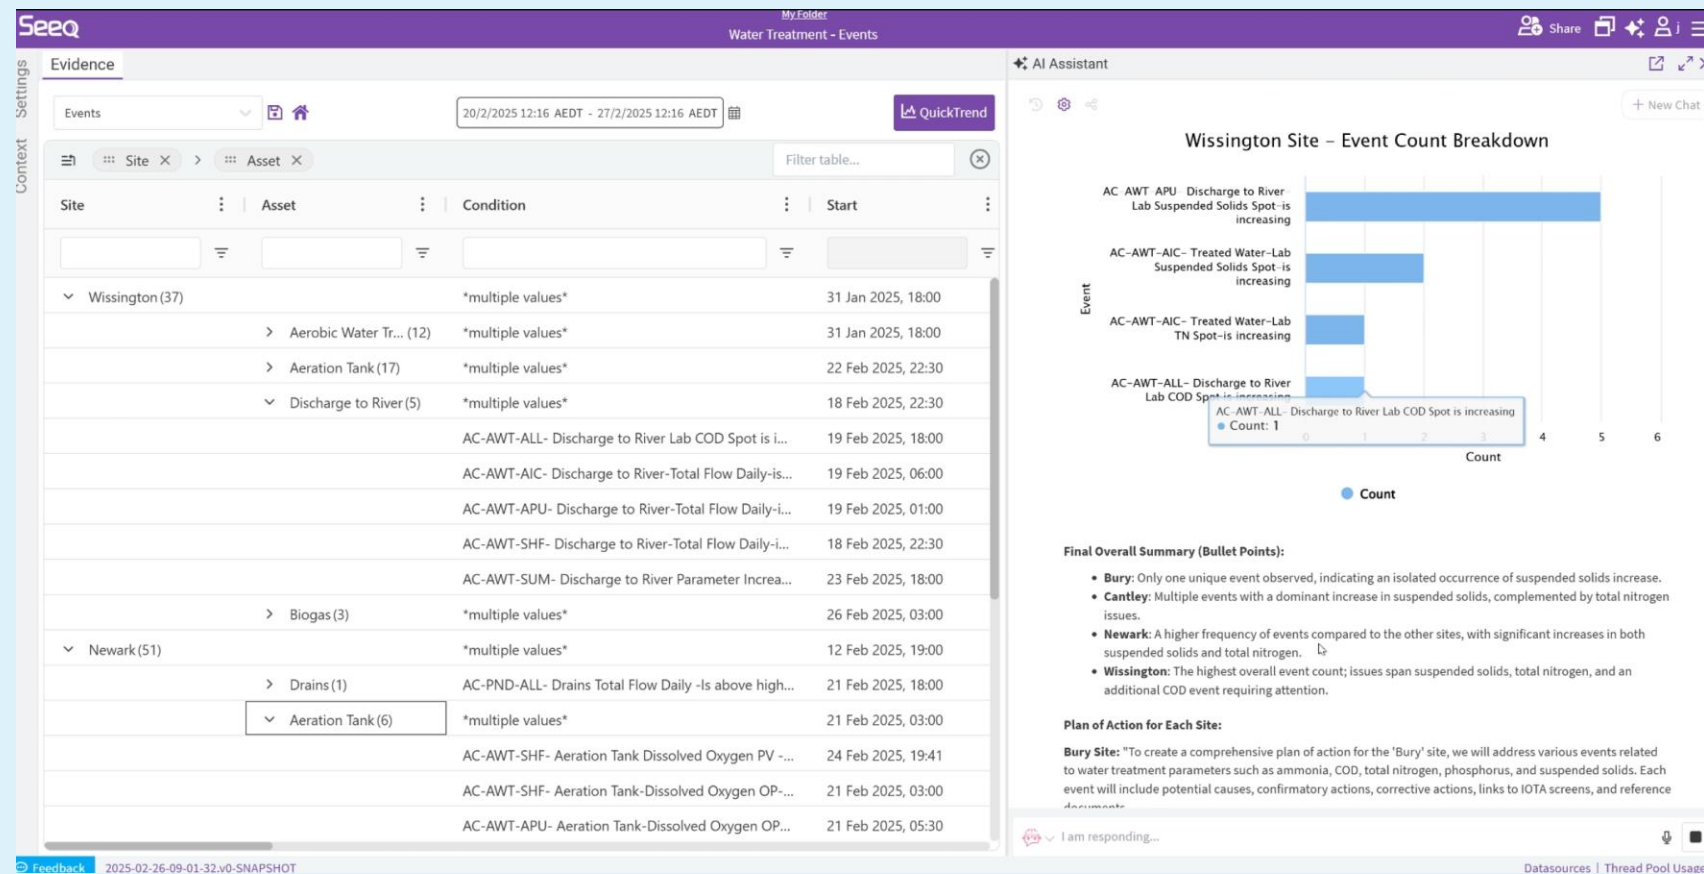 Seeq
My Folder
Water Treatment - Events
Share
j
Settings
Context
Evidence
Events
20/2/2025 12:16 AEDT - 27/2/2025 12:16 AEDT
QuickTrend
Site
>
Asset
Filter table...
Site
Asset
Condition
Start
Wissington (37)
*multiple values*
31 Jan 2025, 18:00
Aerobic Water Tr... (12)
*multiple values*
31 Jan 2025, 18:00
Aeration Tank (17)
*multiple values*
22 Feb 2025, 22:30
Discharge to River (5)
*multiple values*
18 Feb 2025, 22:30
AC-AWT-ALL- Discharge to River Lab COD Spot is i...
19 Feb 2025, 18:00
AC-AWT-AIC- Discharge to River-Total Flow Daily-is...
19 Feb 2025, 06:00
AC-AWT-APU- Discharge to River-Total Flow Daily-i...
19 Feb 2025, 01:00
AC-AWT-SHF- Discharge to River-Total Flow Daily-i...
18 Feb 2025, 22:30
AC-AWT-SUM- Discharge to River Parameter Increa...
23 Feb 2025, 18:00
Biogas (3)
*multiple values*
26 Feb 2025, 03:00
Newark (51)
*multiple values*
12 Feb 2025, 19:00
Drains (1)
AC-PND-ALL- Drains Total Flow Daily -Is above high...
21 Feb 2025, 18:00
Aeration Tank (6)
*multiple values*
21 Feb 2025, 03:00
AC-AWT-SHF- Aeration Tank Dissolved Oxygen PV -...
24 Feb 2025, 19:41
AC-AWT-SHF- Aeration Tank-Dissolved Oxygen OP-...
21 Feb 2025, 03:00
AC-AWT-APU- Aeration Tank-Dissolved Oxygen OP...
21 Feb 2025, 05:30
AI Assistant
+ New Chat
Wissington Site – Event Count Breakdown
AC AWT APU Discharge to River-
Lab Suspended Solids Spot-is
increasing
AC-AWT-AIC- Treated Water-Lab
Suspended Solids Spot-is
increasing
AC-AWT-AIC- Treated Water-Lab
TN Spot-is increasing
AC-AWT-ALL- Discharge to River
Lab COD Spot is increasing
Event
AC-AWT-ALL- Discharge to River Lab COD Spot is increasing
Count: 1
0 1 2 3 4 5 6
Count
Count
Final Overall Summary (Bullet Points):
• Bury: Only one unique event observed, indicating an isolated occurrence of suspended solids increase.
• Cantley: Multiple events with a dominant increase in suspended solids, complemented by total nitrogen
issues.
• Newark: A higher frequency of events compared to the other sites, with significant increases in both
suspended solids and total nitrogen.
• Wissington: The highest overall event count; issues span suspended solids, total nitrogen, and an
additional COD event requiring attention.
Plan of Action for Each Site:
Bury Site: "To create a comprehensive plan of action for the 'Bury' site, we will address various events related
to water treatment parameters such as ammonia, COD, total nitrogen, phosphorus, and suspended solids. Each
event will include potential causes, confirmatory actions, corrective actions, links to IOTA screens, and reference
documents
I am responding...
Feedback
2025-02-26-09-01-32.v0-SNAPSHOT
Datasources | Thread Pool Usage